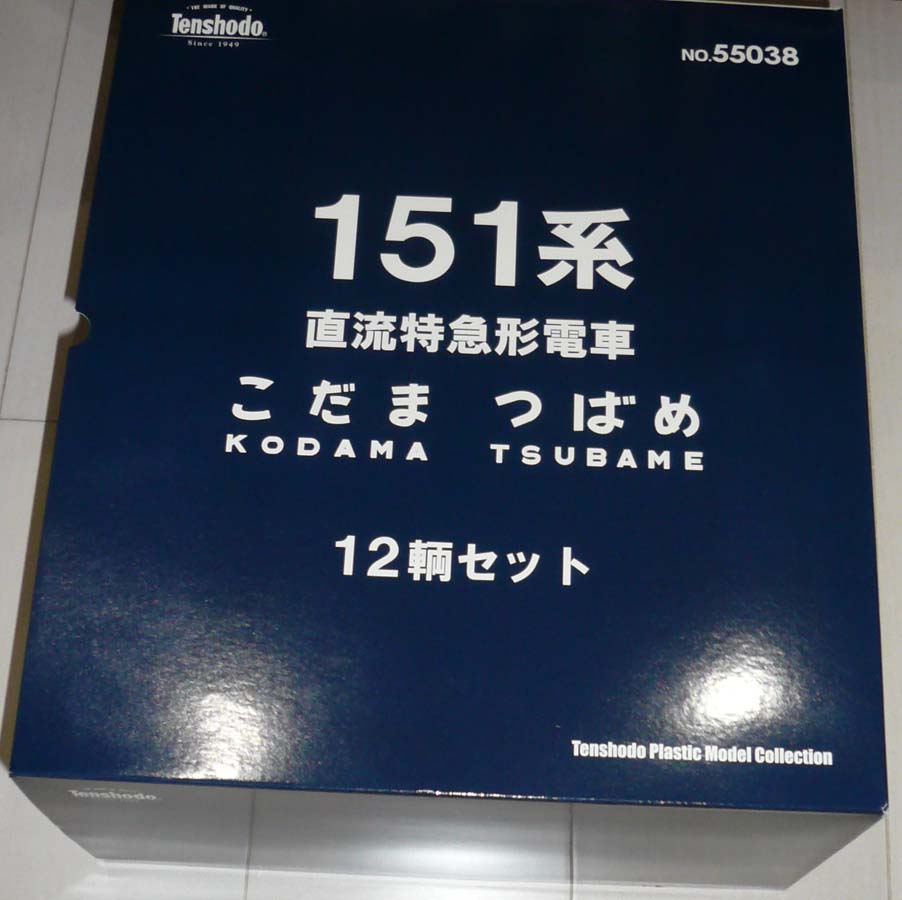 · THE MARK OF QUALITY ·
Tenshodo®
Since 1949
NO.55038
151系
直流特急形電車
こだま つばめ
KODAMA TSUBAME
12輌セット
Tenshodo Plastic Model Collection
Tenshodo